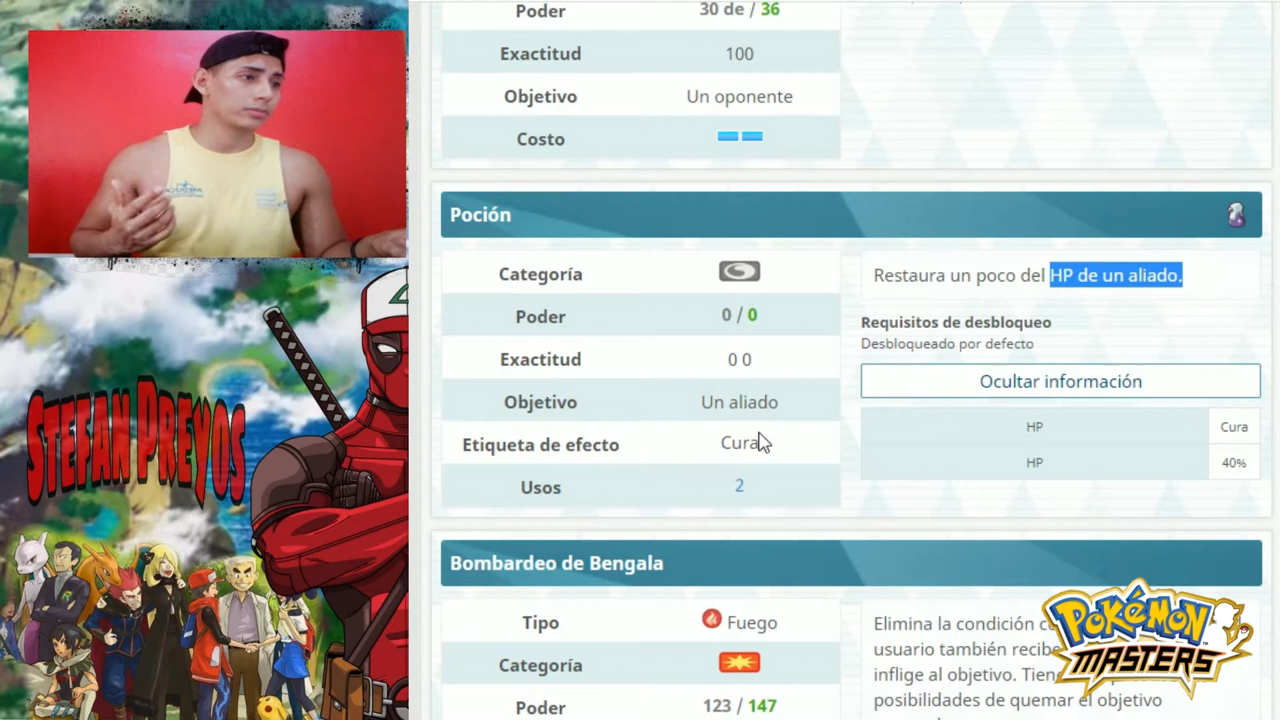 Poder 30 de / 36
Exactitud 100
Objetivo Un oponente
Costo
Poción
Categoría
Poder 0 / 0
Exactitud 0 0
Objetivo Un aliado
Etiqueta de efecto Cura
Usos 2
Restaura un poco del HP de un aliado.
Requisitos de desbloqueo
Desbloqueado por defecto
Ocultar información
HP Cura
HP 40%
Bombardeo de Bengala
Tipo Fuego
Categoría
Poder 123 / 147
Elimina la condición
usuario también recibe
inflige al objetivo.
posibilidades de quemar el objetivo
STEFAN PREYOS
POKÉMON
MASTERS